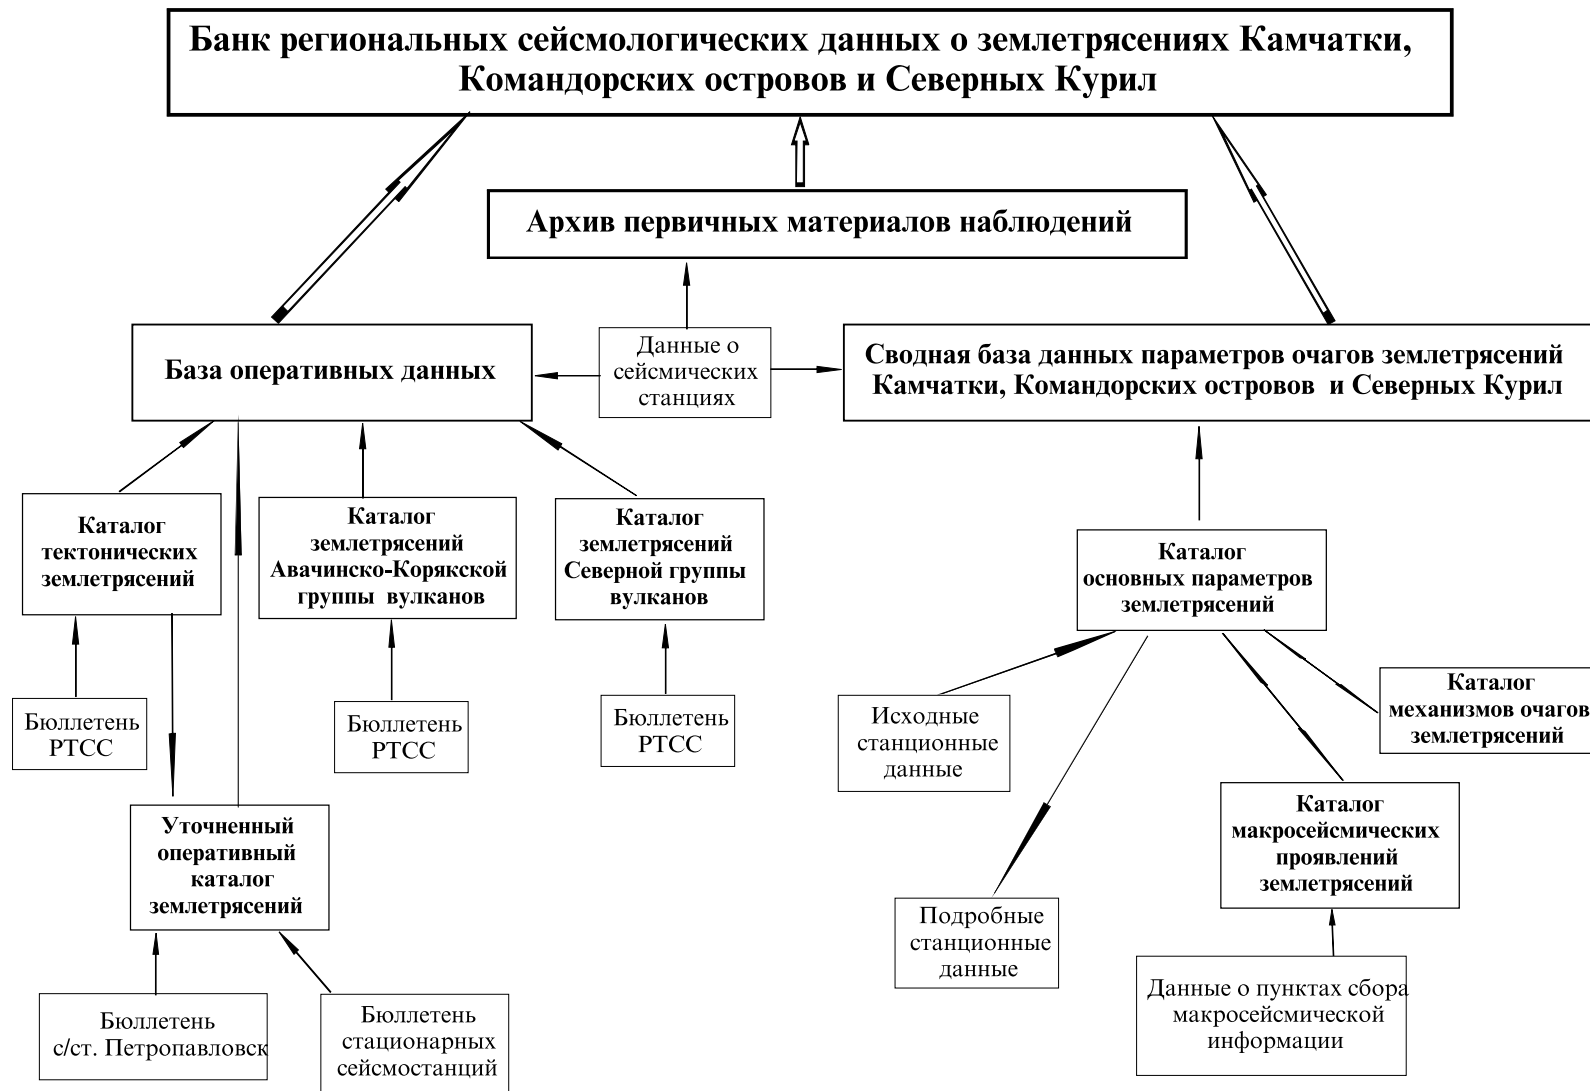 Банк региональных сейсмологических данных о землетрясениях Камчатки,
Командорских островов и Северных Курил
Архив первичных материалов наблюдений
База оперативных данных
Данные о
сейсмических
станциях
Сводная база данных параметров очагов землетрясений
Камчатки, Командорских островов и Северных Курил
Каталог
тектонических
землетрясений
Каталог
землетрясений
Авачинско-Корякской
группы вулканов
Каталог
землетрясений
Северной группы
вулканов
Каталог
основных параметров
землетрясений
Бюллетень
РТСС
Бюллетень
РТСС
Бюллетень
РТСС
Исходные
станционные
данные
Каталог
механизмов очагов
землетрясений
Уточненный
оперативный
каталог
землетрясений
Каталог
макросейсмических
проявлений
землетрясений
Подробные
станционные
данные
Бюллетень
с/ст. Петропавловск
Бюллетень
стационарных
сейсмостанций
Данные о пунктах сбора
макросейсмической
информации